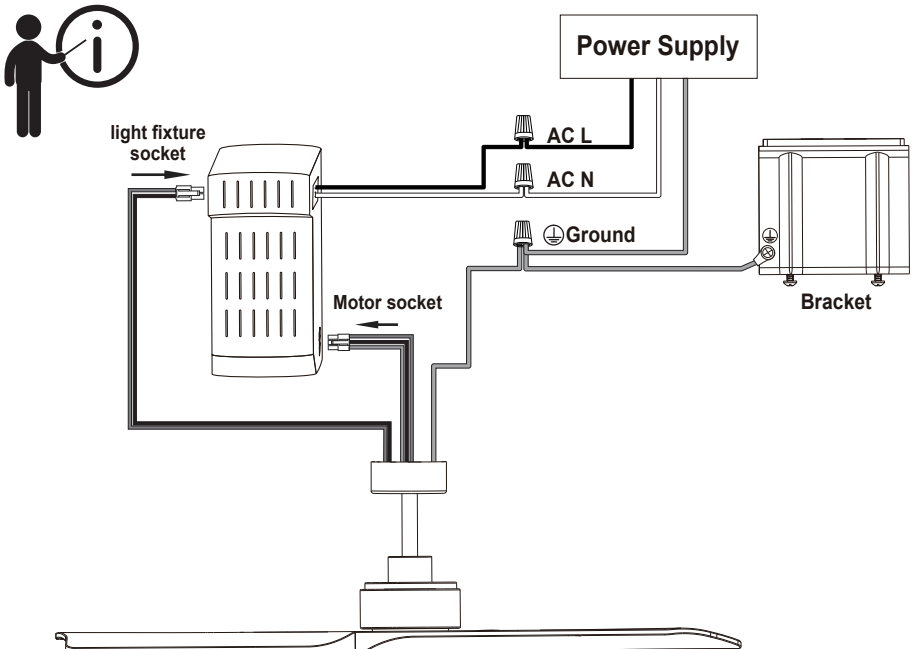 i
Power Supply
light fixture
socket
AC L
AC N
⏚Ground
Motor socket
Bracket